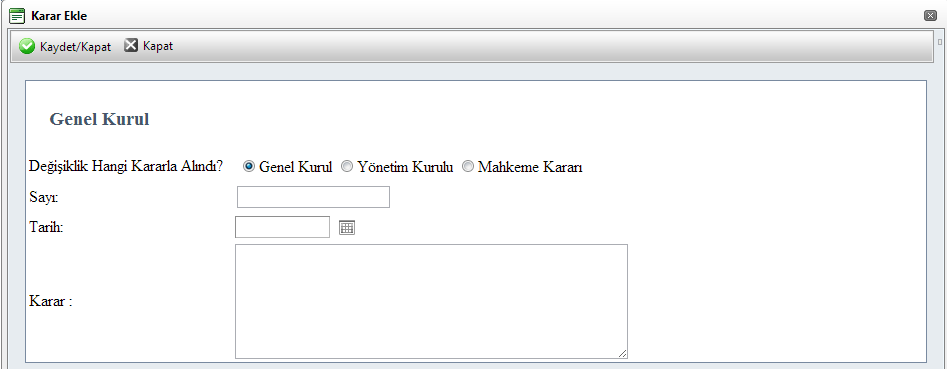 Karar Ekle
Kaydet/Kapat Kapat
Genel Kurul
Değişiklik Hangi Kararla Alındı? Genel Kurul Yönetim Kurulu Mahkeme Kararı
Sayı:
Tarih:
Karar :